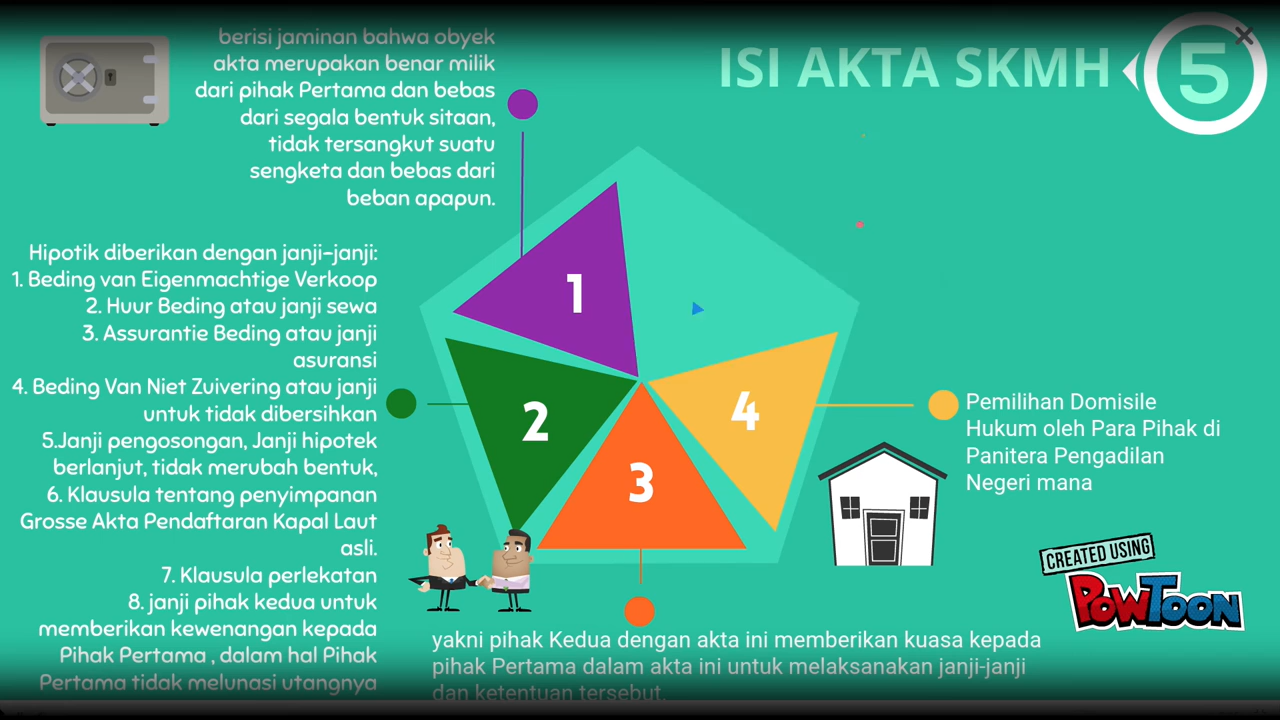 berisi jaminan bahwa obyek
akta merupakan benar milik
dari pihak Pertama dan bebas
dari segala bentuk sitaan,
tidak tersangkut suatu
sengketa dan bebas dari
beban apapun.
ISI AKTA SKMH
5
Hipotik diberikan dengan janji-janji:
1. Beding van Eigenmachtige Verkoop
2. Huur Beding atau janji sewa
3. Assurantie Beding atau janji
asuransi
4. Beding Van Niet Zuivering atau janji
untuk tidak dibersihkan
5.Janji pengosongan, Janji hipotek
berlanjut, tidak merubah bentuk,
6. Klausula tentang penyimpanan
Grosse Akta Pendaftaran Kapal Laut
asli.
7. Klausula perlekatan
8. janji pihak kedua untuk
memberikan kewenangan kepada
Pihak Pertama , dalam hal Pihak
Pertama tidak melunasi utangnya
1
2
3
4
Pemilihan Domisile
Hukum oleh Para Pihak di
Panitera Pengadilan
Negeri mana
yakni pihak Kedua dengan akta ini memberikan kuasa kepada
pihak Pertama dalam akta ini untuk melaksanakan janji-janji
dan ketentuan tersebut.
CREATED USING
POWTOON